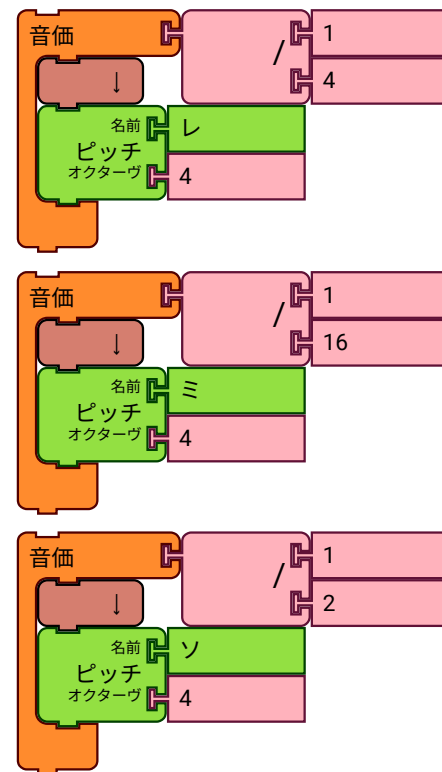 音価 / 1
4
↓
名前 レ
ピッチ
オクターヴ 4
音価 / 1
16
↓
名前 ミ
ピッチ
オクターヴ 4
音価 / 1
2
↓
名前 ソ
ピッチ
オクターヴ 4